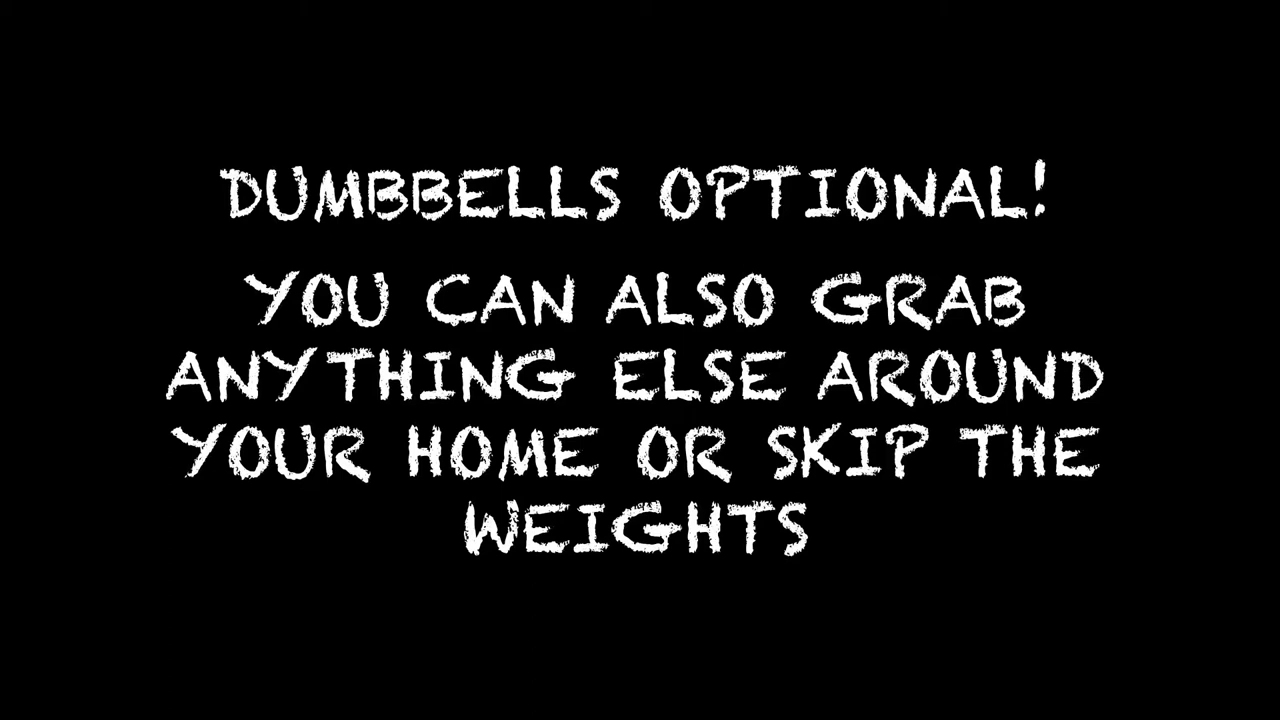 DUMBBELLS OPTIONAL!
YOU CAN ALSO GRAB
ANYTHING ELSE AROUND
YOUR HOME OR SKIP THE
WEIGHTS